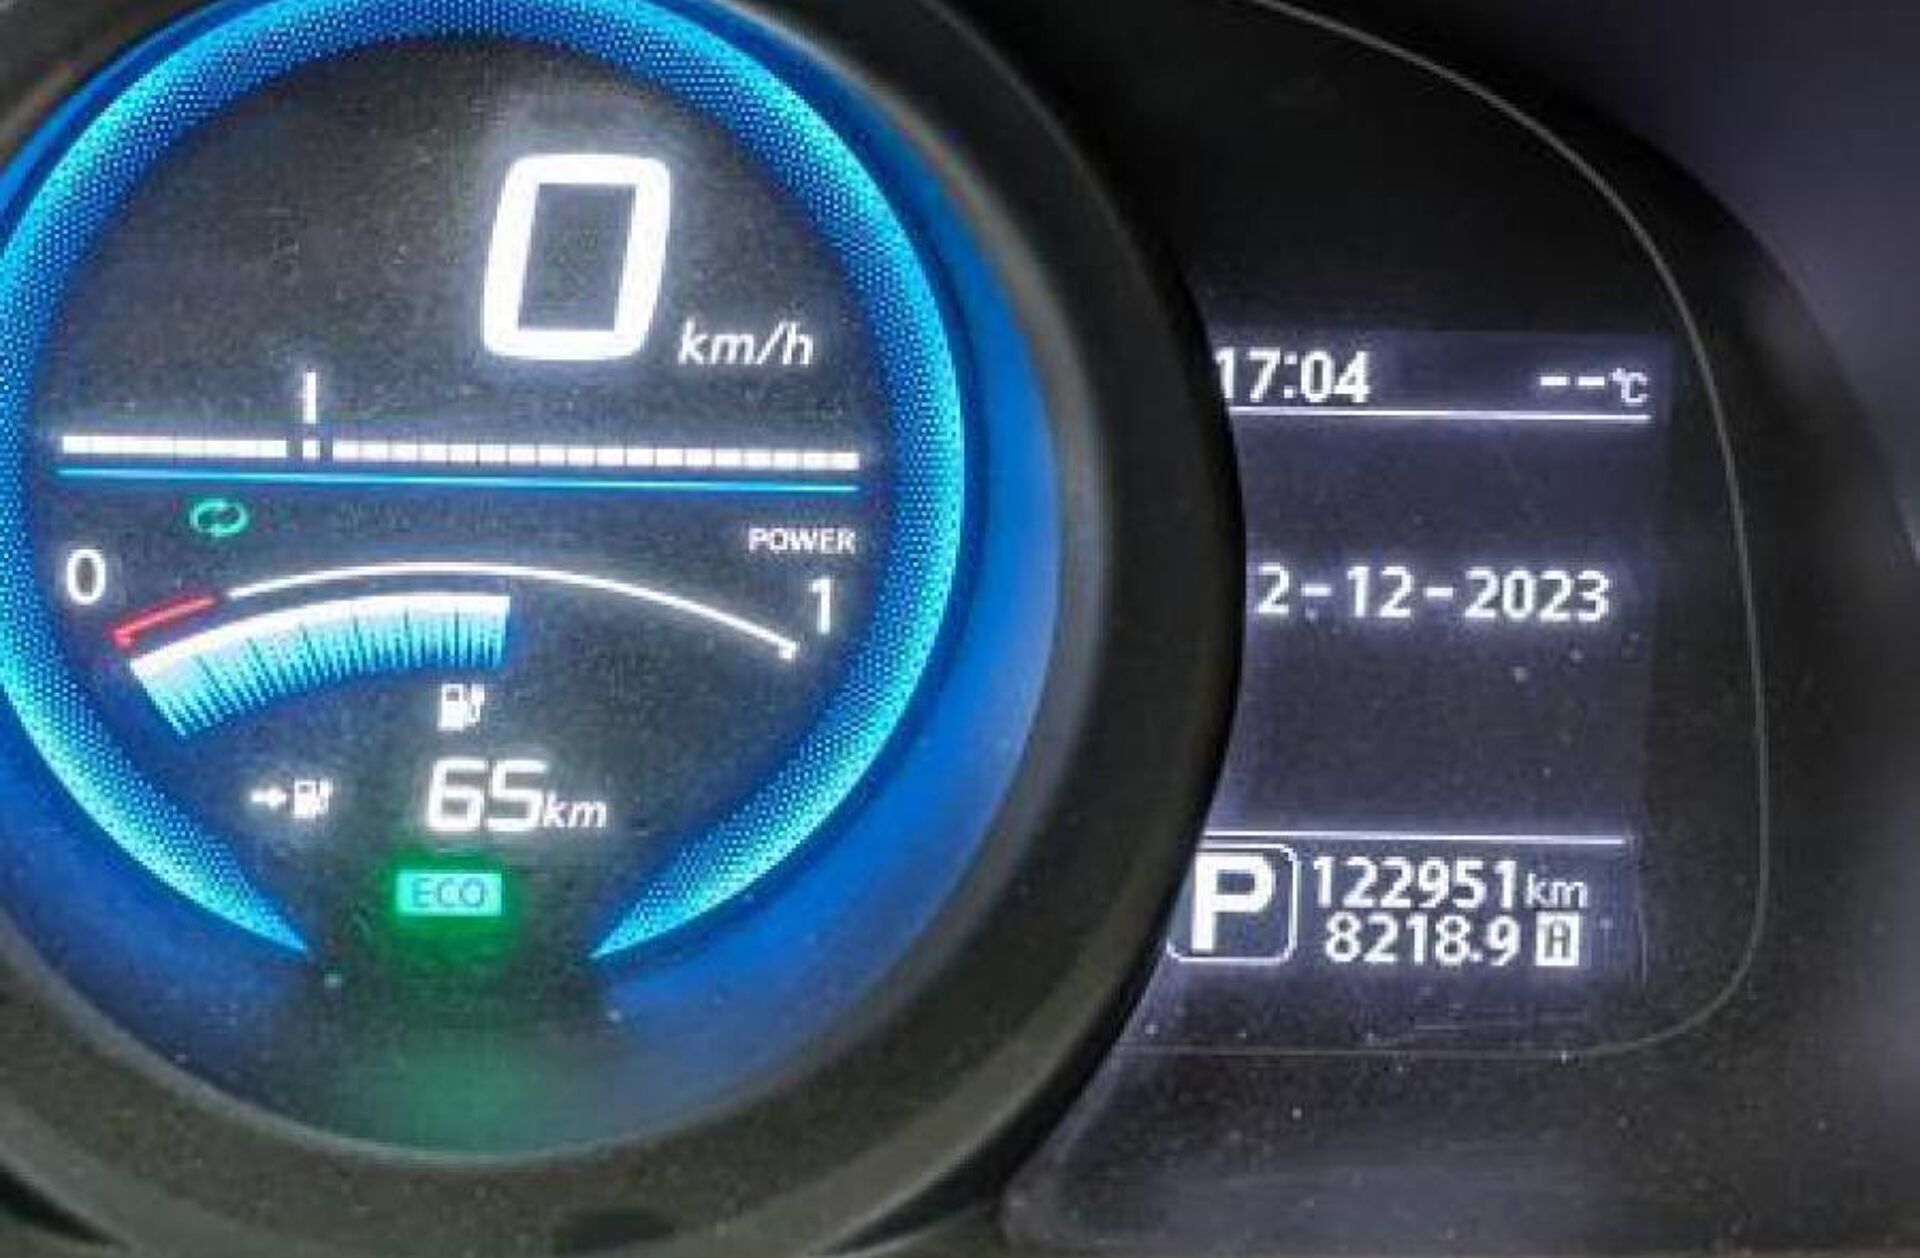 0 km/h
POWER
0 1
65km
ECO
17:04 --°C
2-12-2023
P 122951km
8218.9 A